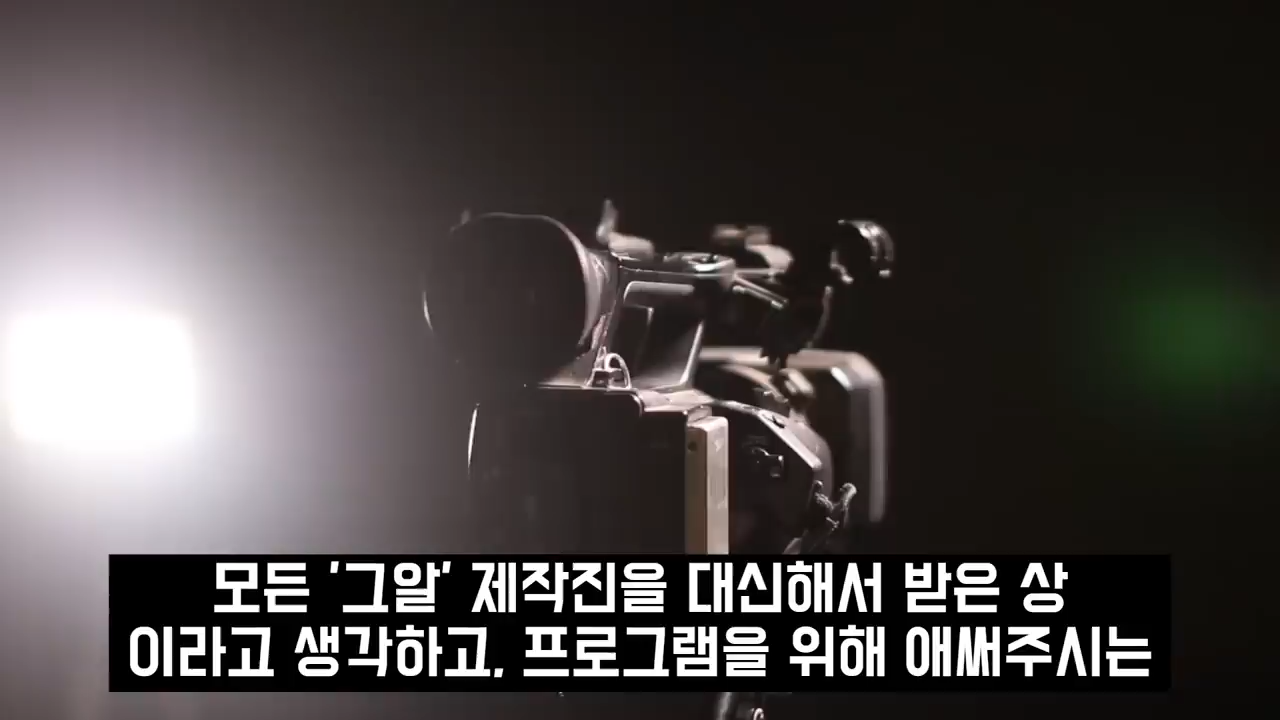 모든 '그알' 제작진을 대신해서 받은 상
이라고 생각하고, 프로그램을 위해 애써주시는